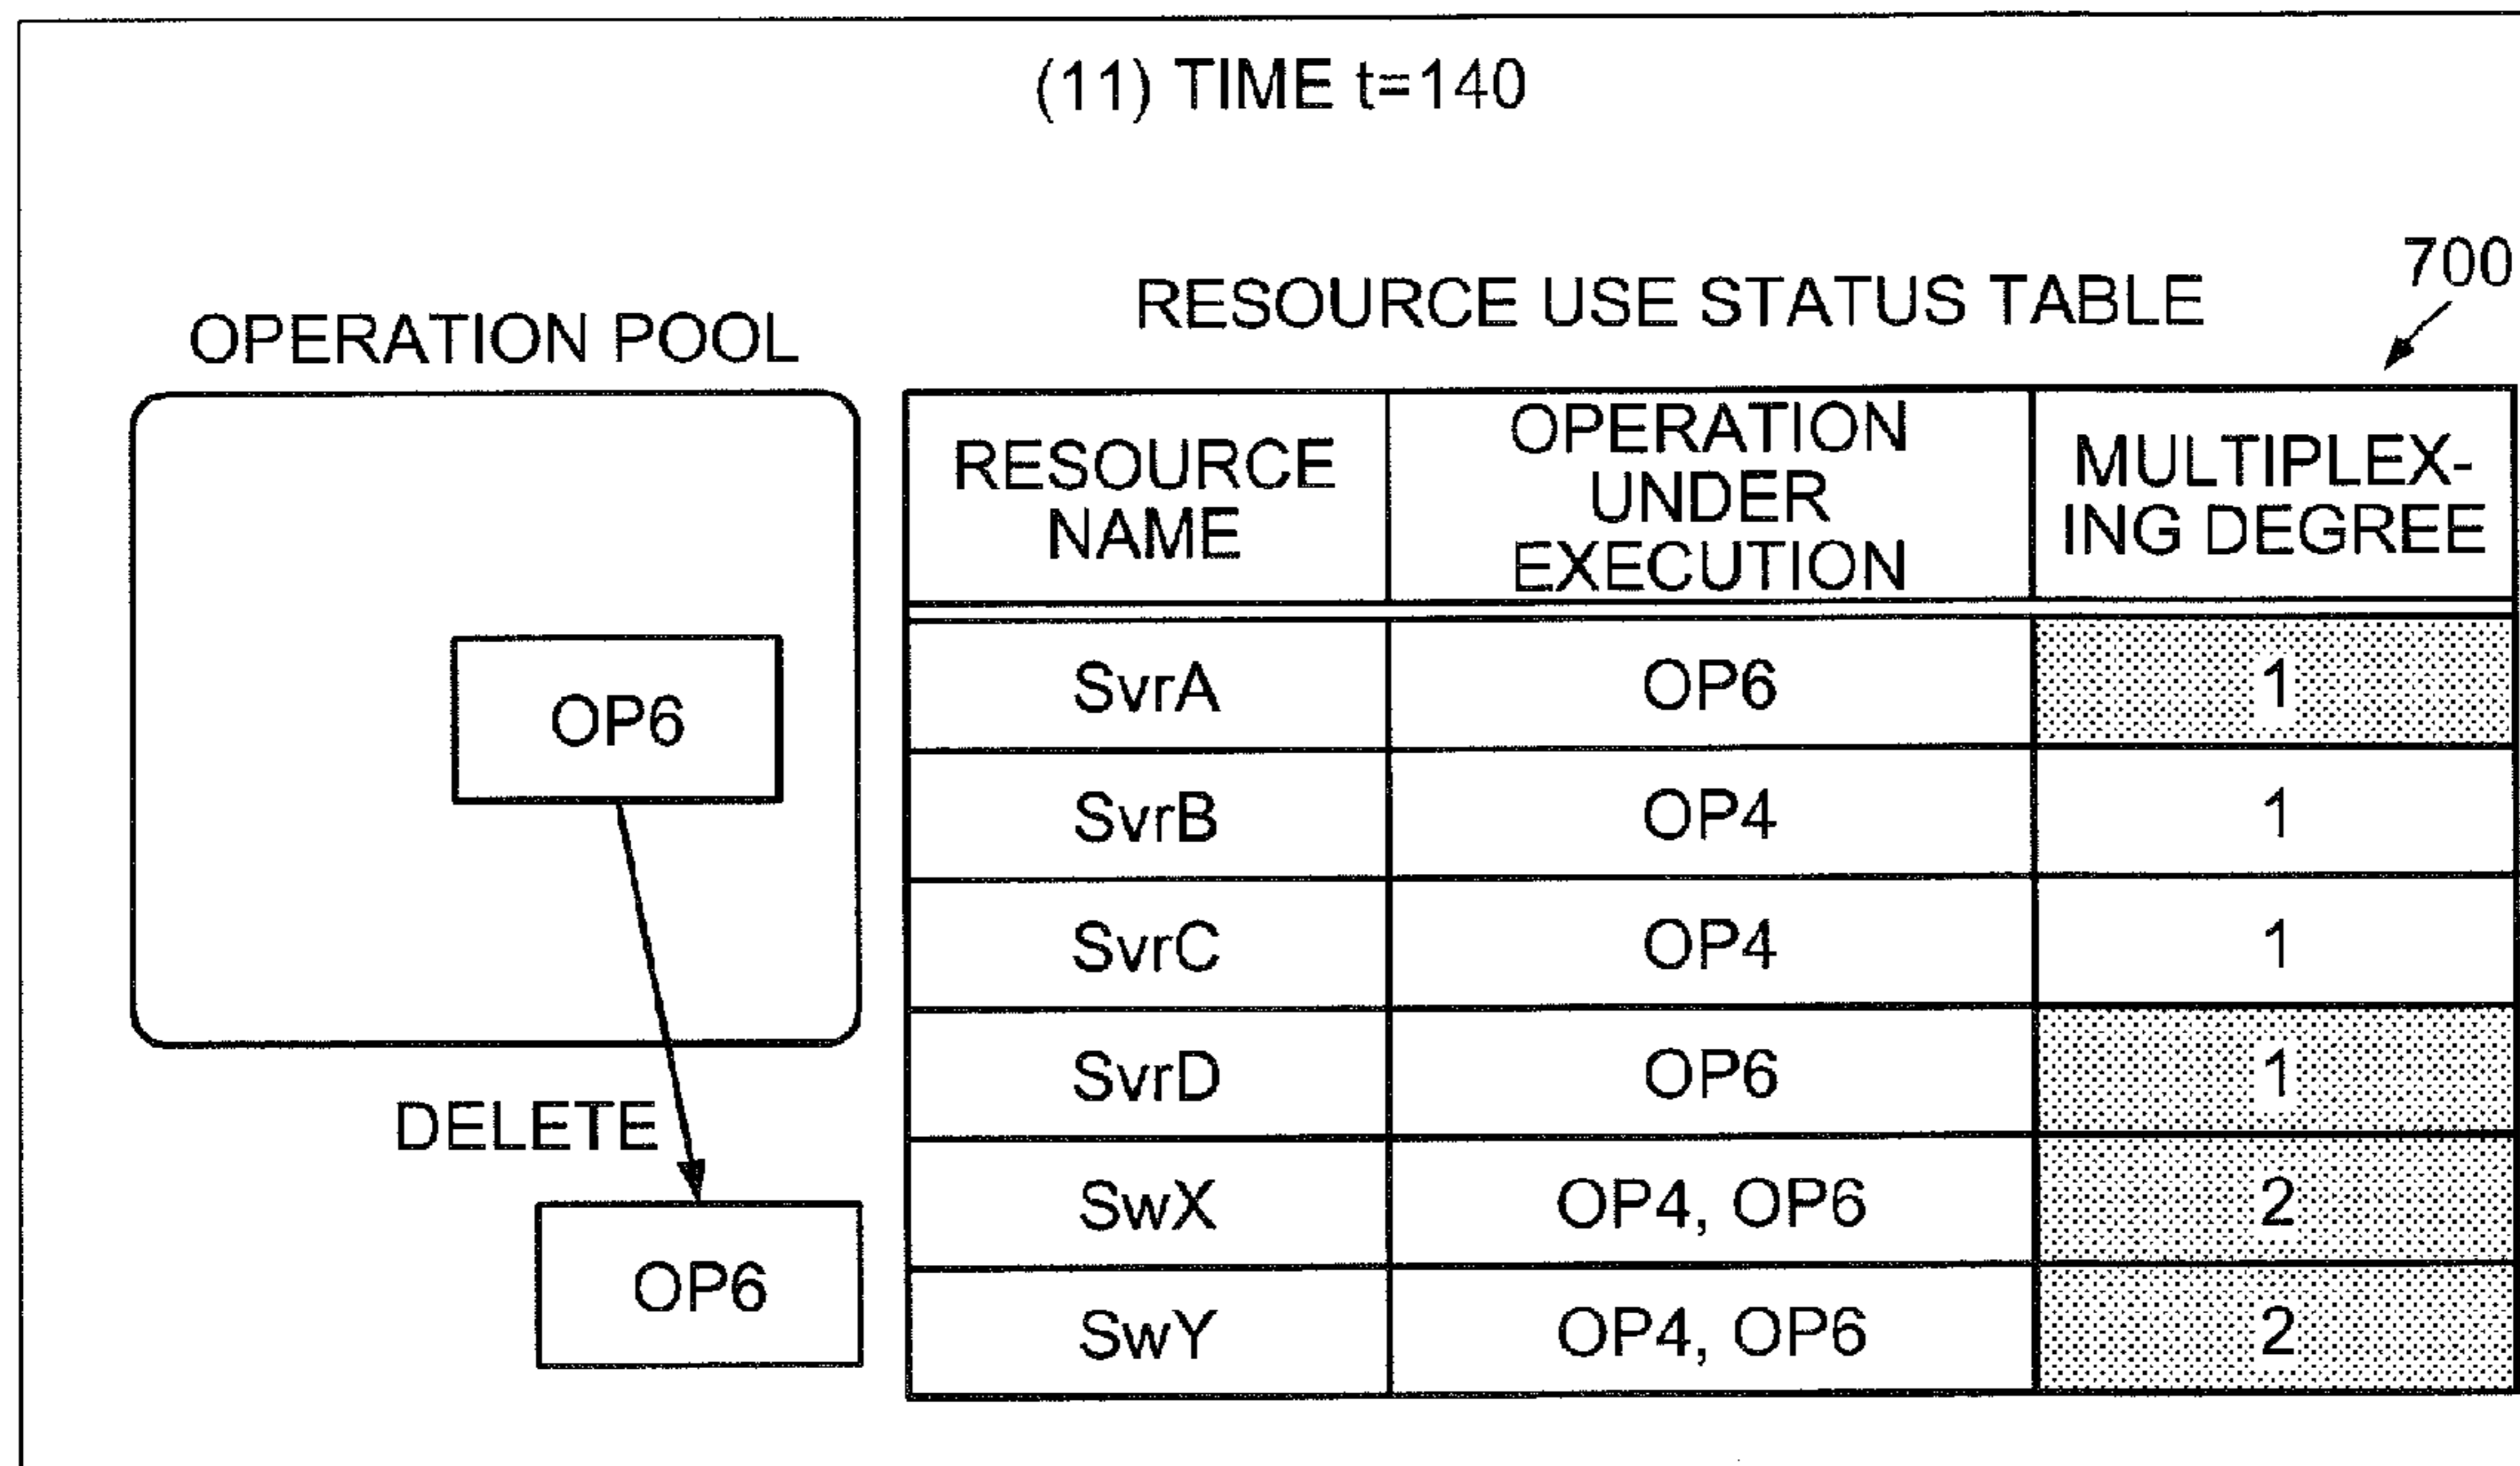 (11) TIME t=140
700
RESOURCE USE STATUS TABLE
OPERATION POOL
RESOURCE NAME
OPERATION UNDER EXECUTION
MULTIPLEX-
ING DEGREE
OP6
SvrA OP6 1
SvrB OP4 1
SvrC OP4 1
SvrD OP6 1
SwX OP4, OP6 2
SwY OP4, OP6 2
DELETE
OP6